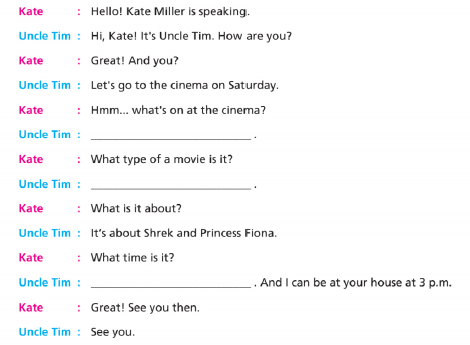 Kate : Hello! Kate Miller is speaking.
Uncle Tim : Hi, Kate! It's Uncle Tim. How are you?
Kate : Great! And you?
Uncle Tim : Let's go to the cinema on Saturday.
Kate : Hmm... what's on at the cinema?
Uncle Tim : ______________________________ .
Kate : What type of a movie is it?
Uncle Tim : ______________________________ .
Kate : What is it about?
Uncle Tim : It's about Shrek and Princess Fiona.
Kate : What time is it?
Uncle Tim : ______________________________ . And I can be at your house at 3 p.m.
Kate : Great! See you then.
Uncle Tim : See you.